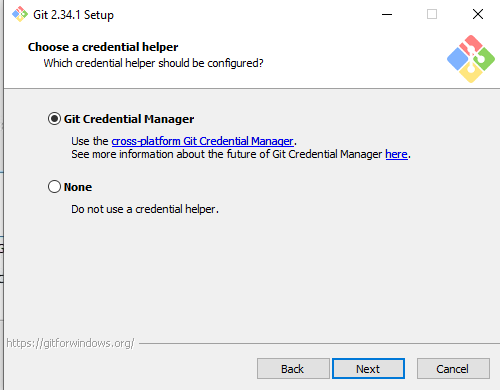 Git 2.34.1 Setup
Choose a credential helper
Which credential helper should be configured?
Git Credential Manager
Use the cross-platform Git Credential Manager.
See more information about the future of Git Credential Manager here.
None
Do not use a credential helper.
https://gitforwindows.org/
Back
Next
Cancel